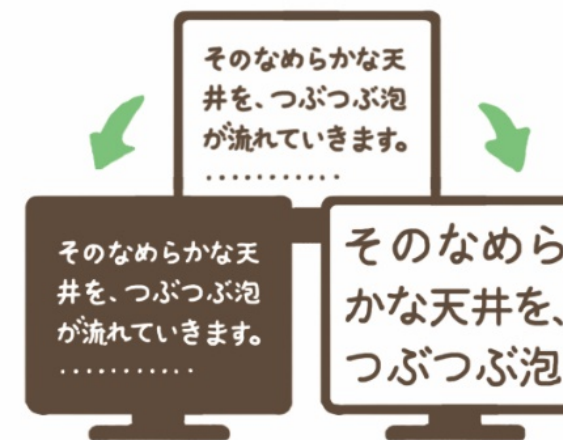 そのなめらかな天
井を、つぶつぶ泡
が流れていきます。
...........
そのなめらかな天
井を、つぶつぶ泡
が流れていきます。
...........
そのなめら
かな天井を、
つぶつぶ泡